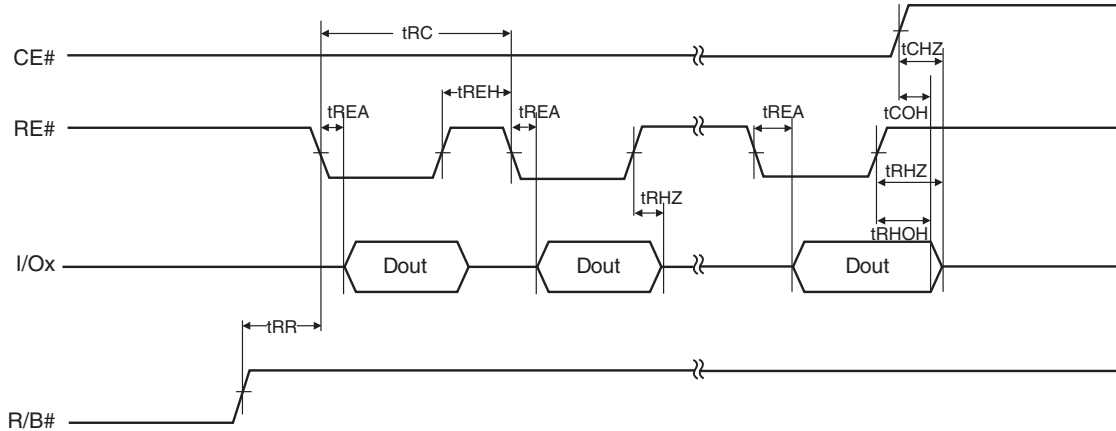 tRC
CE#
tCHZ
tREH
tREA
tREA
tREA
tCOH
RE#
tRHZ
tRHZ
tRHOH
I/Ox
Dout
Dout
Dout
tRR
R/B#